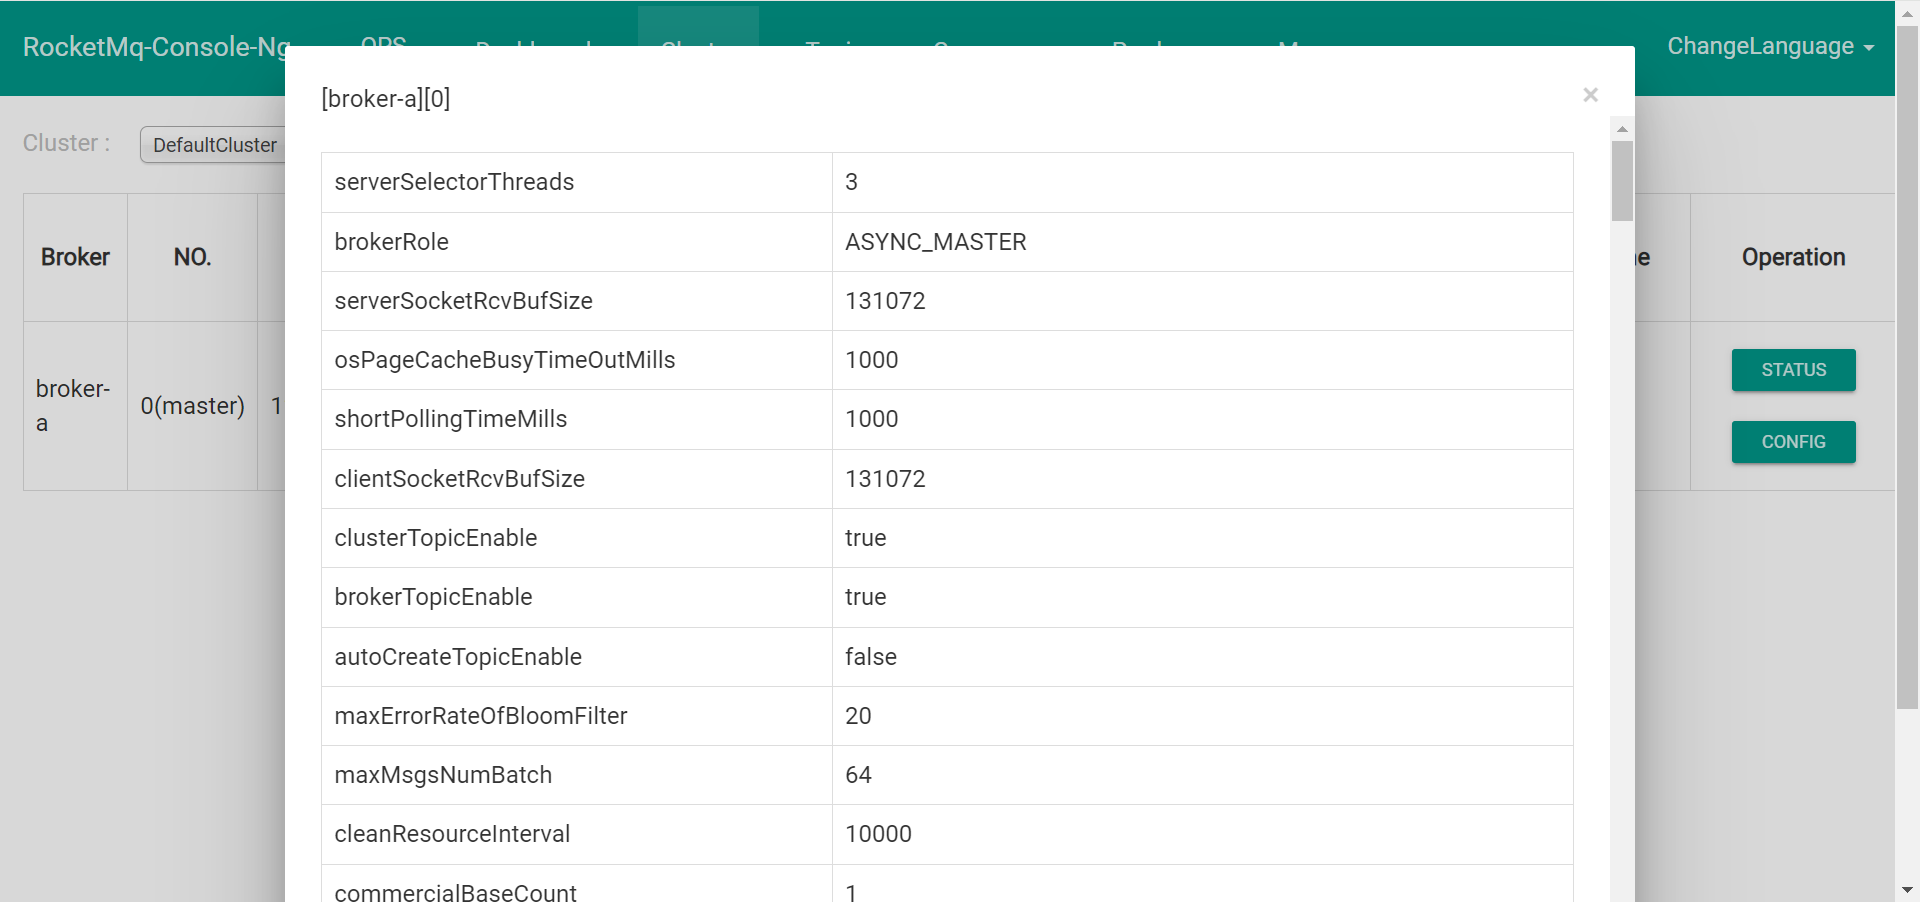 RocketMq-Console-Ng
OPS
ChangeLanguage
[broker-a][0]
×
Cluster :
DefaultCluster
Broker
NO.
Operation
broker-
a
0(master)
1
STATUS
CONFIG
serverSelectorThreads 3
brokerRole ASYNC_MASTER
serverSocketRcvBufSize 131072
osPageCacheBusyTimeOutMills 1000
shortPollingTimeMills 1000
clientSocketRcvBufSize 131072
clusterTopicEnable true
brokerTopicEnable true
autoCreateTopicEnable false
maxErrorRateOfBloomFilter 20
maxMsgsNumBatch 64
cleanResourceInterval 10000
commercialBaseCount 1